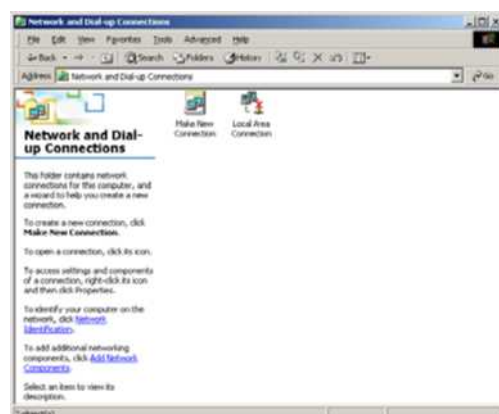 Network and Dial-up Connections
File Edit View Favorites Tools Advanced Help
Back Search Folders History
Address Network and Dial-up Connections Go
Network and Dial-
up Connections
Make New
Connection
Local Area
Connection
This folder contains network
connections for this computer, and
a wizard to help you create a new
connection.
To create a new connection, click
Make New Connection.
To open a connection, click its icon.
To access settings and components
of a connection, right-click its icon
and then click Properties.
To identify your computer on the
network, click Network
Identification.
To add additional networking
components, click Add Network
Components.
Select an item to view its
description.
2 object(s)